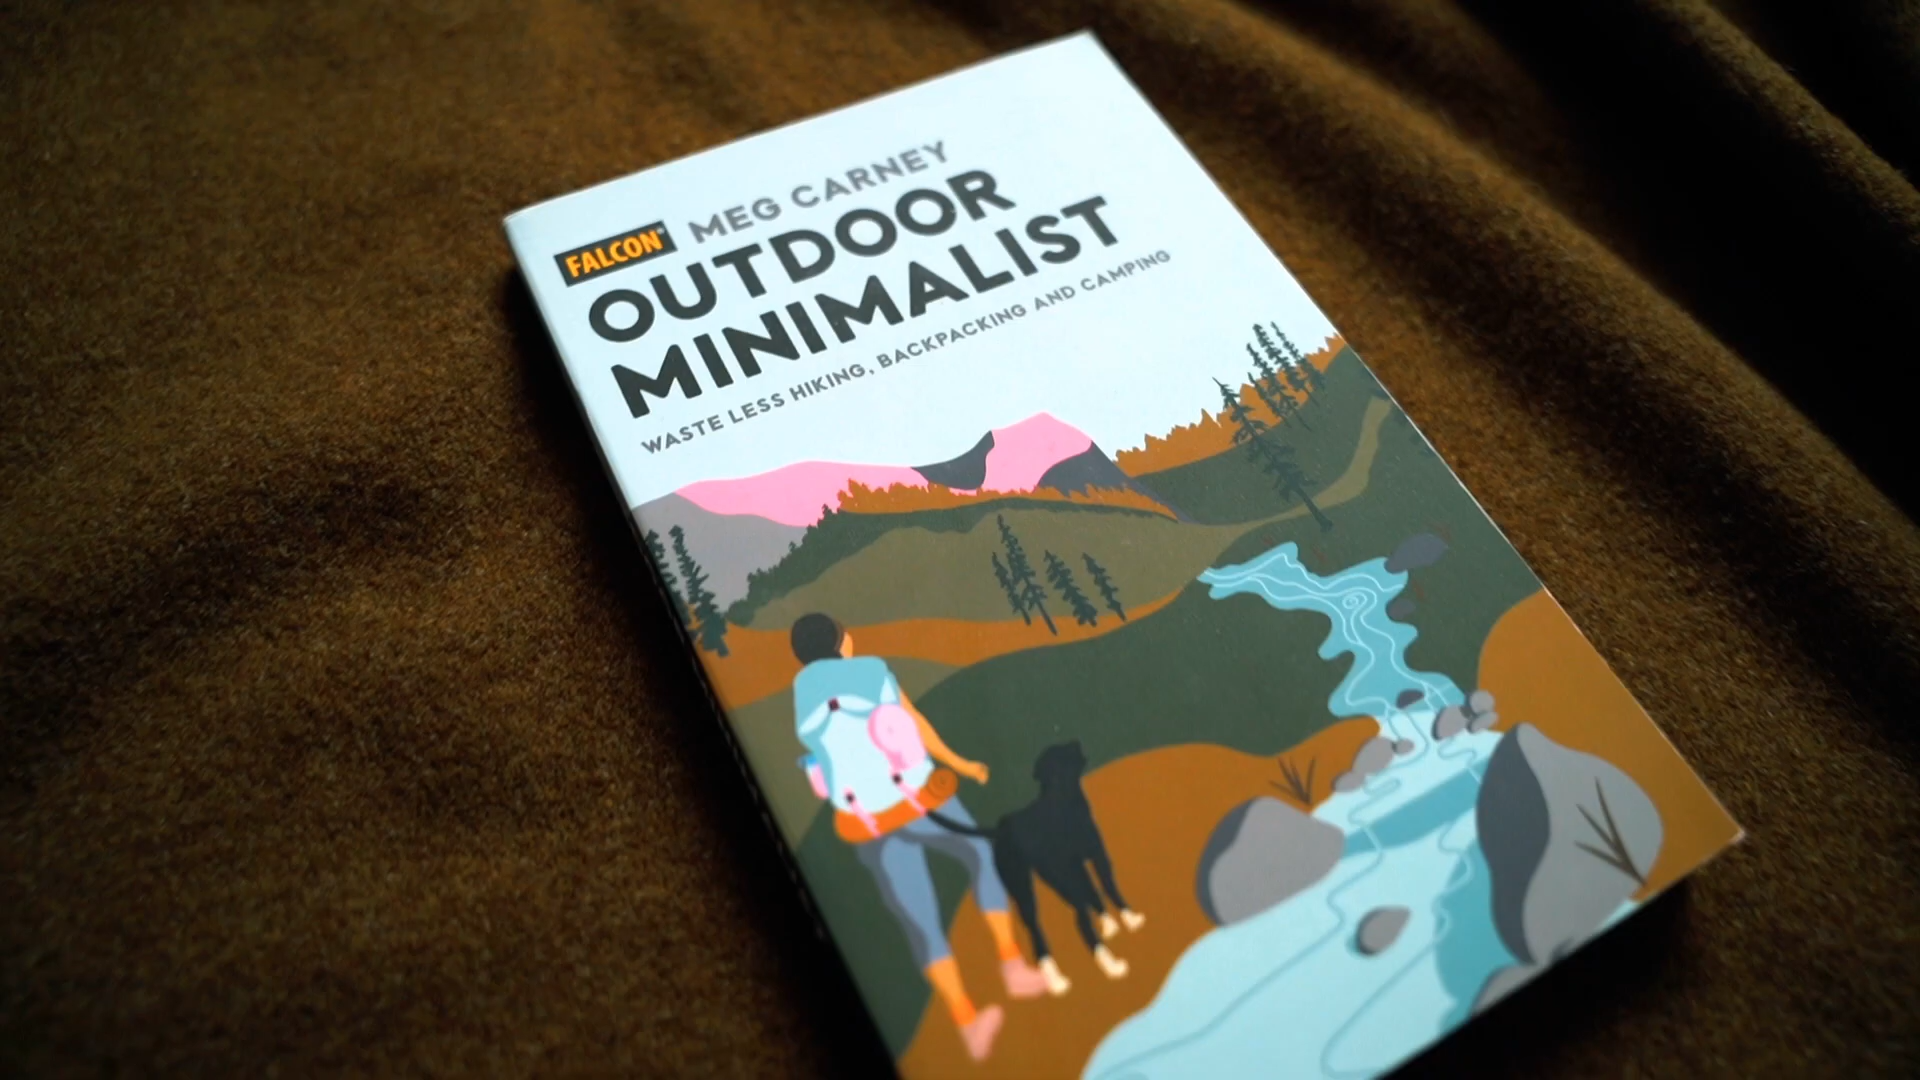 MEG CARNEY
FALCON®
OUTDOOR
MINIMALIST
WASTE LESS HIKING, BACKPACKING AND CAMPING